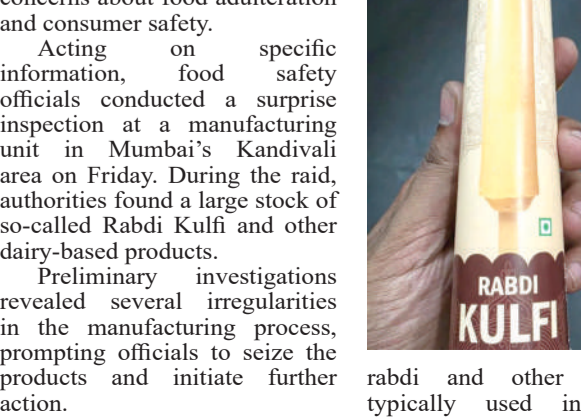 concerns about food adulteration
and consumer safety.
Acting on specific
information, food safety
officials conducted a surprise
inspection at a manufacturing
unit in Mumbai’s Kandivali
area on Friday. During the raid,
authorities found a large stock of
so-called Rabdi Kulfi and other
dairy-based products.
Preliminary investigations
revealed several irregularities
in the manufacturing process,
prompting officials to seize the
products and initiate further
action.
RABDI
KULFI
rabdi and other
typically used in